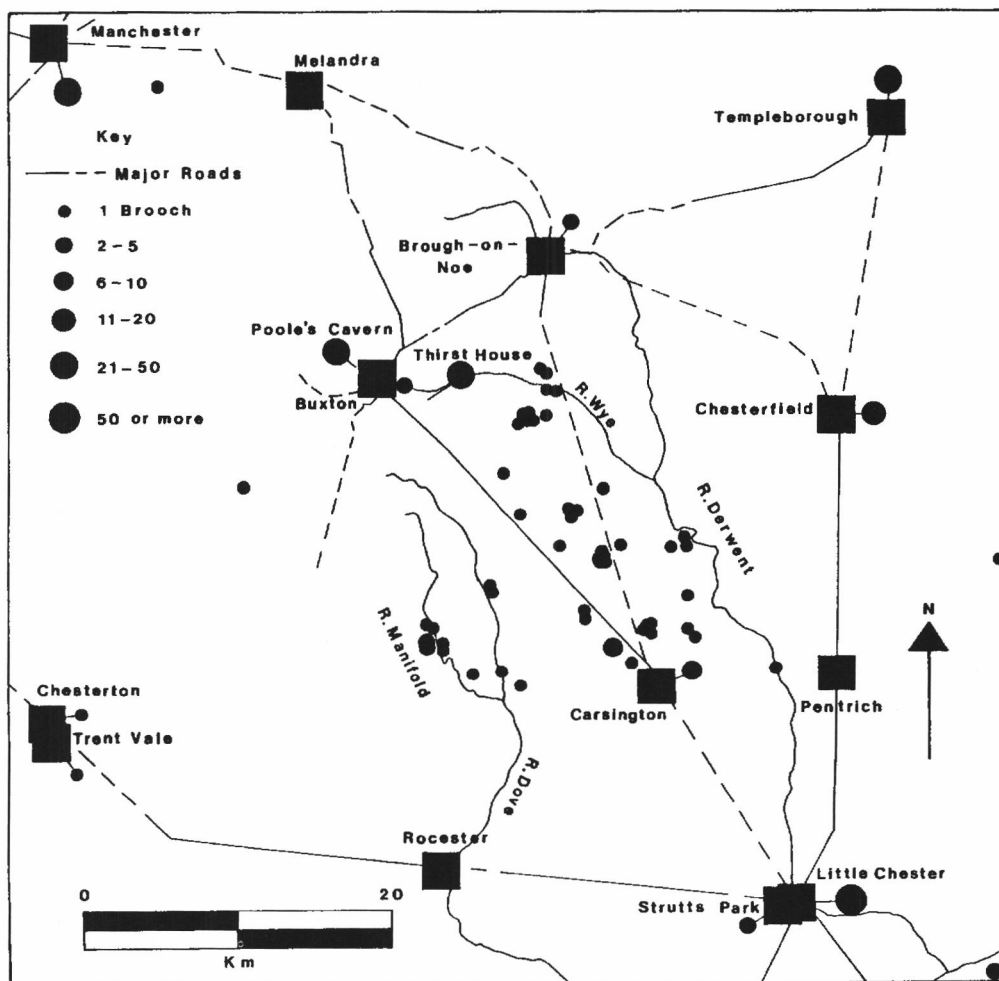 Manchester
Melandra
Templeborough
Key
Major Roads
1 Brooch
2-5
6-10
11-20
21-50
50 or more
Brough-on-
Noe
Poole's Cavern
Thirst House
Buxton
R.Wye
Chesterfield
R.Derwent
N
R.Manifold
Chesterton
Trent Vale
Carsington
Pentrich
R.Dove
Rocester
Little Chester
Strutts Park
0 20
Km